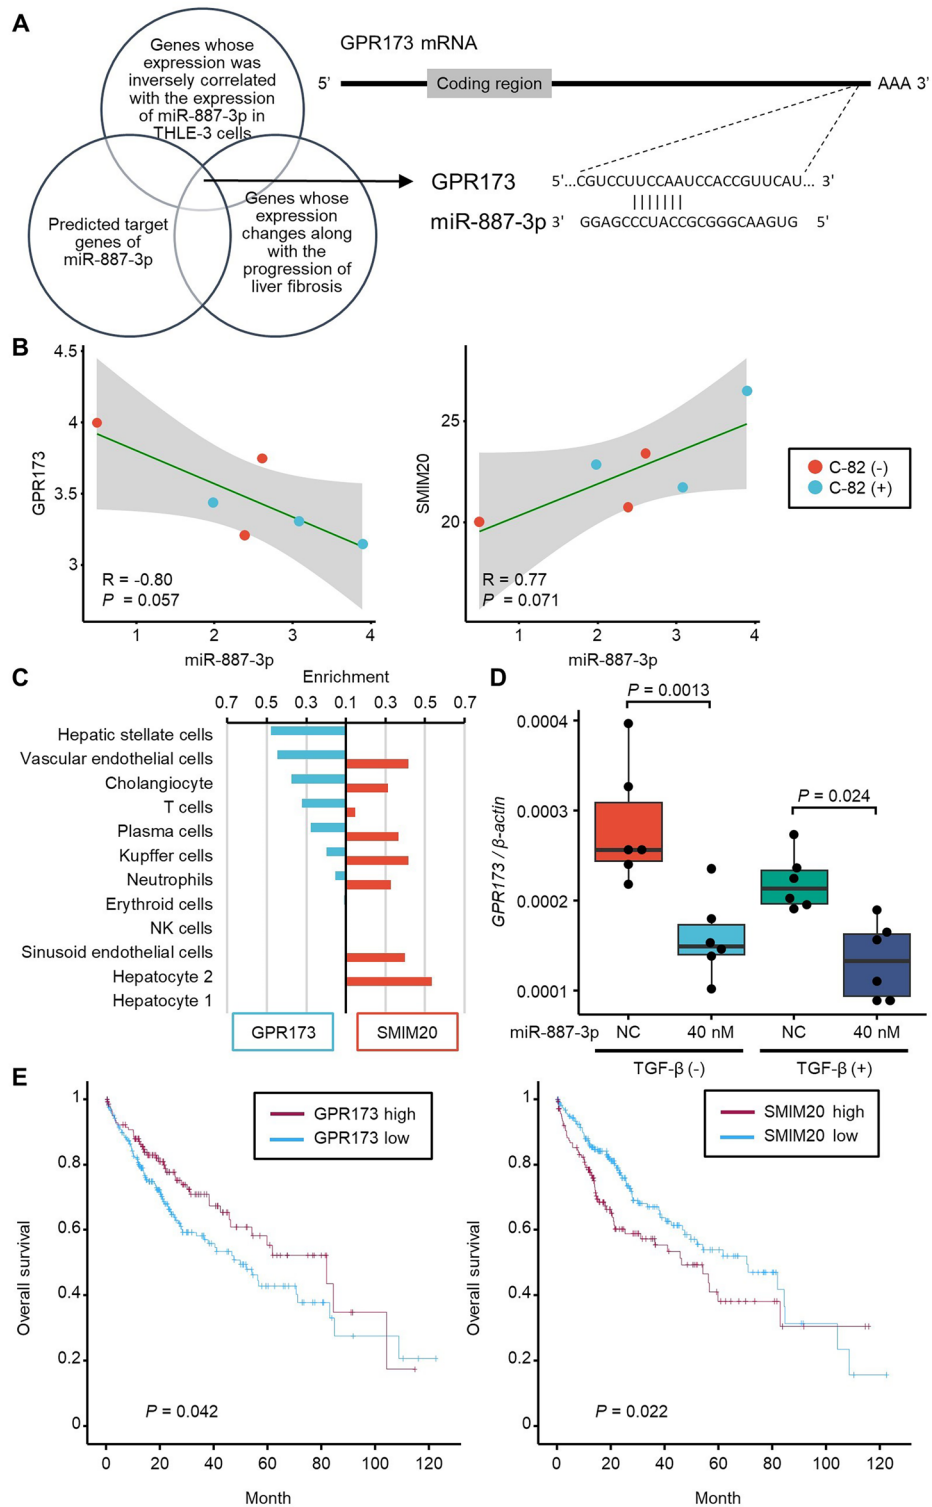 A
Genes whose
expression was
inversely correlated
with the expression
of miR-887-3p in
THLE-3 cells
Predicted target
genes of
miR-887-3p
Genes whose
expression
changes along
with the
progression of
liver fibrosis
GPR173 mRNA
5' Coding region AAA 3'
GPR173 5'...CGUCCUUCCAAUCCACCGUUCAU... 3'
miR-887-3p 3' GGAGCCCUACCGCGGGCAAGUG 5'
B
GPR173
4.5
4
3.5
3
R = -0.80
P = 0.057
1 2 3 4
miR-887-3p
SMIM20
25
20
R = 0.77
P = 0.071
1 2 3 4
miR-887-3p
C-82 (-)
C-82 (+)
C
Enrichment
0.7 0.5 0.3 0.1 0.3 0.5 0.7
Hepatic stellate cells
Vascular endothelial cells
Cholangiocyte
T cells
Plasma cells
Kupffer cells
Neutrophils
Erythroid cells
NK cells
Sinusoid endothelial cells
Hepatocyte 2
Hepatocyte 1
GPR173 SMIM20
D
P = 0.0013
P = 0.024
GPR173 / β-actin
0.0004
0.0003
0.0002
0.0001
miR-887-3p NC 40 nM NC 40 nM
TGF-β (-) TGF-β (+)
E
GPR173 high
GPR173 low
Overall survival
1
0.8
0.6
0.4
0.2
0
P = 0.042
0 20 40 60 80 100 120
Month
SMIM20 high
SMIM20 low
Overall survival
1
0.8
0.6
0.4
0.2
0
P = 0.022
0 20 40 60 80 100 120
Month